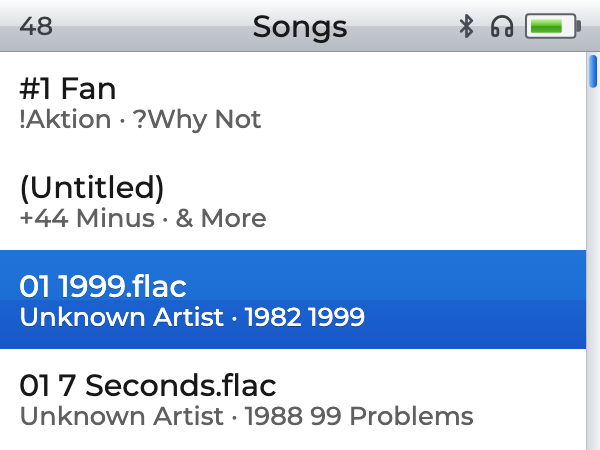 48
Songs
#1 Fan
!Aktion · ?Why Not
(Untitled)
+44 Minus · & More
01 1999.flac
Unknown Artist · 1982 1999
01 7 Seconds.flac
Unknown Artist · 1988 99 Problems